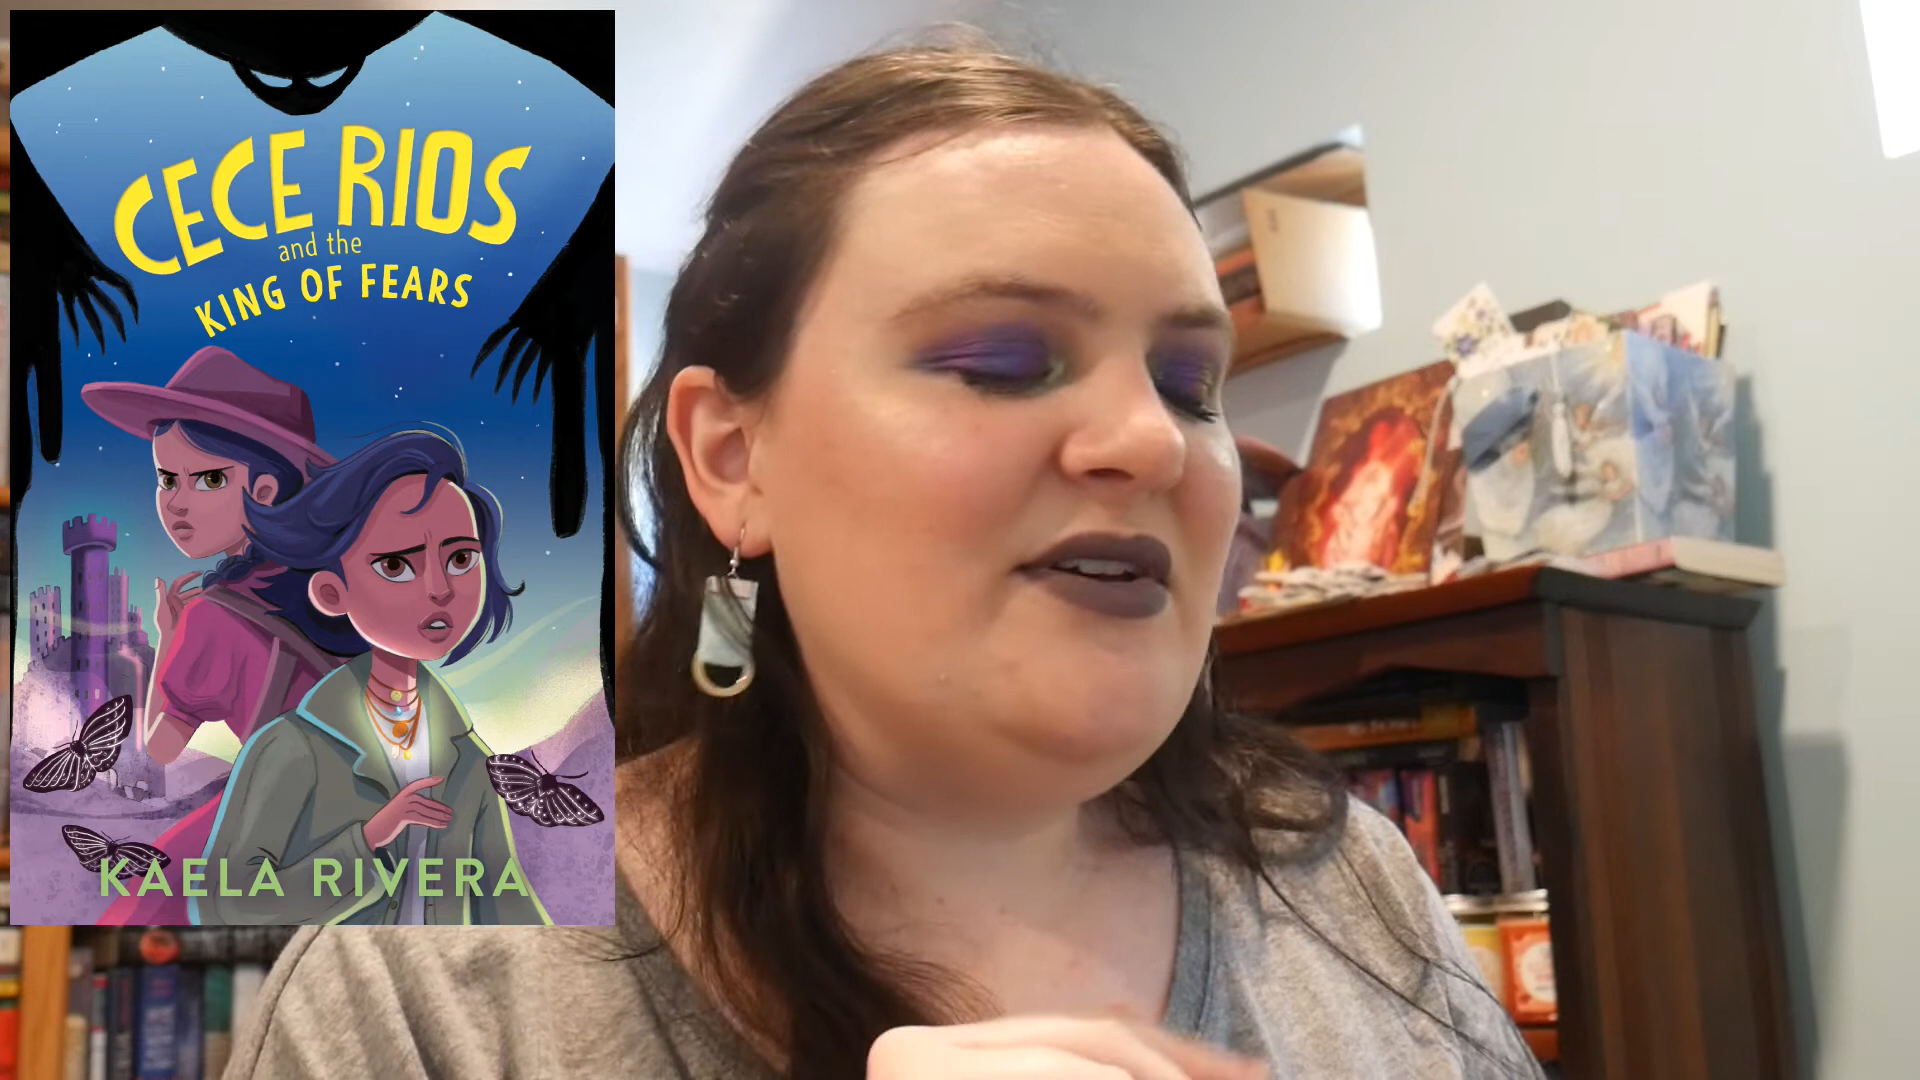 CECE RIOS
and the
KING OF FEARS
KAELA RIVERA